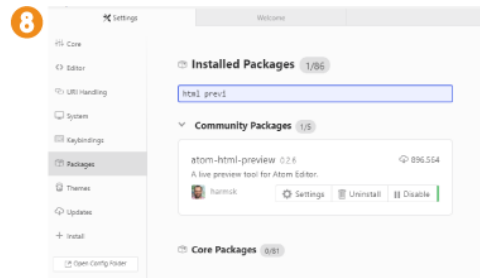 8
Settings
Welcome
Core
Editor
URI Handling
System
Keybindings
Packages
Themes
Updates
Install
Open Config Folder
Installed Packages 1/86
html previ
Community Packages 1/5
atom-html-preview 0.2.6 896.564
A live preview tool for Atom Editor.
harmsk Settings Uninstall Disable
Core Packages 0/81